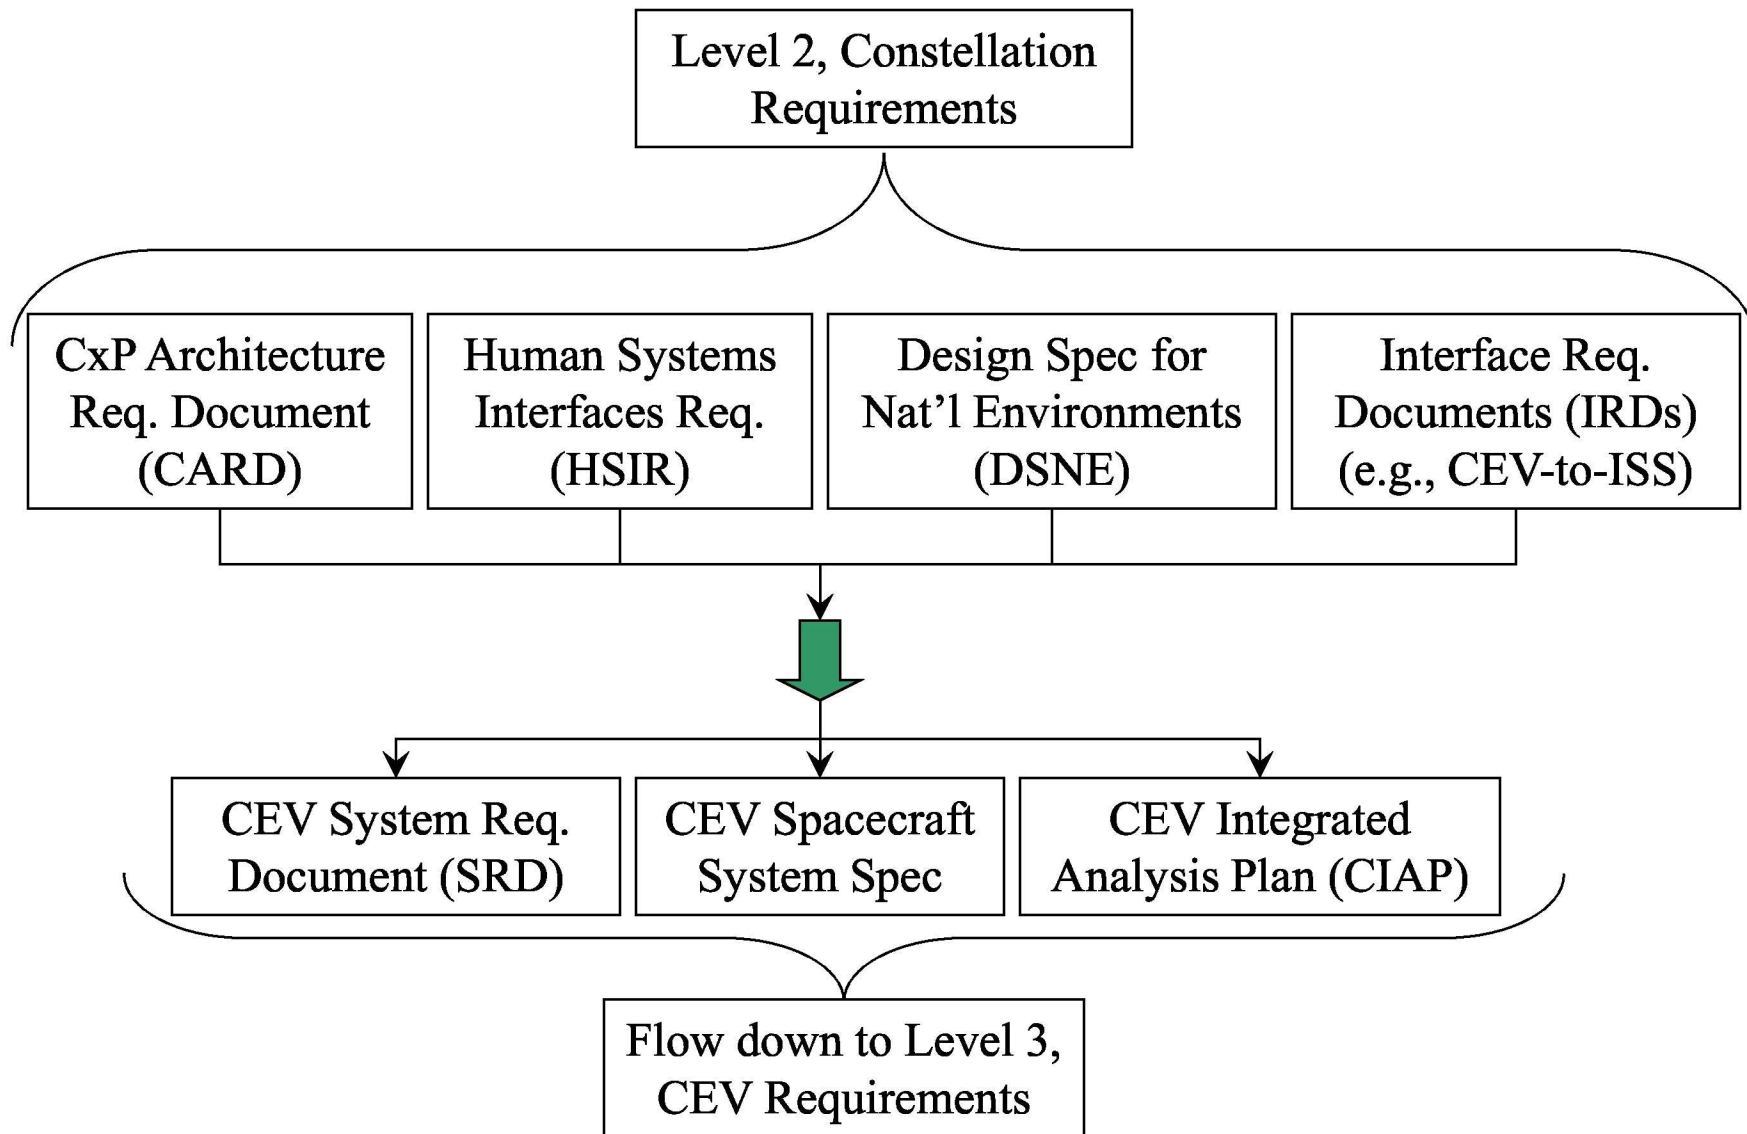 Level 2, Constellation
Requirements
CxP Architecture
Req. Document
(CARD)
Human Systems
Interfaces Req.
(HSIR)
Design Spec for
Nat’l Environments
(DSNE)
Interface Req.
Documents (IRDs)
(e.g., CEV-to-ISS)
CEV System Req.
Document (SRD)
CEV Spacecraft
System Spec
CEV Integrated
Analysis Plan (CIAP)
Flow down to Level 3,
CEV Requirements